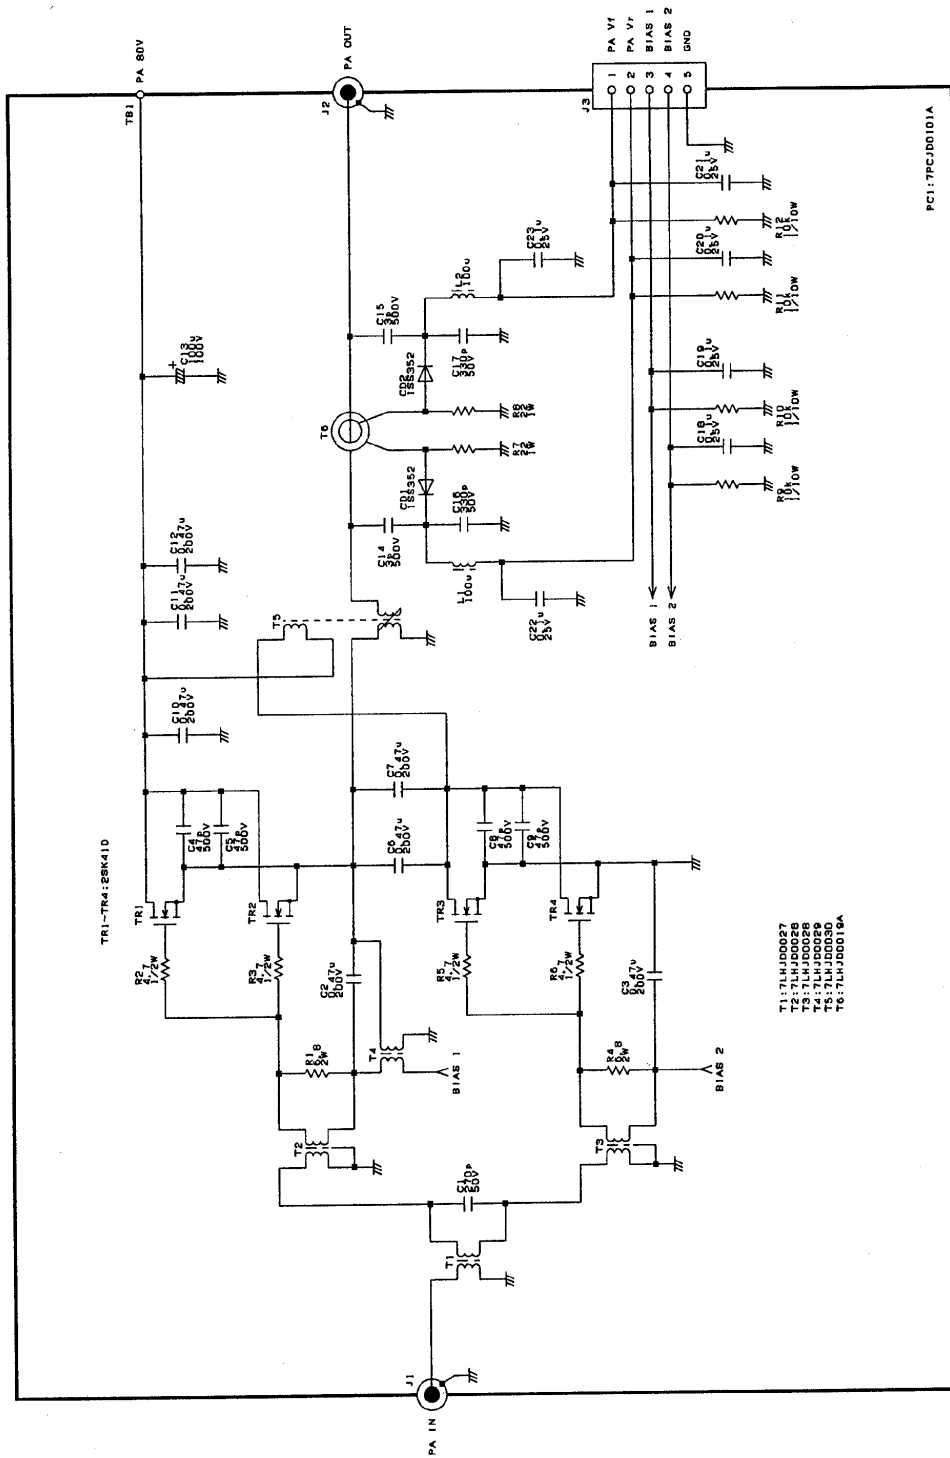 PA 80V
TB1
PA OUT
J2
PA Vf
PA Vr
BIAS 1
BIAS 2
GND
J3
1
2
3
4
5
PC1:7PCJD0101A
C13
100u
100V
+
C12
0.47u
200V
C11
0.47u
200V
C10
0.47u
200V
T5
T6
C15
3P
500V
C14
3P
500V
CD2
1SS352
CD1
1SS352
C17
330p
50V
C16
330p
50V
R8
22
1W
R7
22
1W
L2
100u
L1
100u
C23
0.1u
25V
C22
0.1u
25V
C21
0.1u
25V
R12
10k
1/10W
C20
0.1u
25V
R11
10k
1/10W
C19
0.1u
25V
R10
10k
1/10W
C18
0.1u
25V
R9
10k
1/10W
BIAS 1
BIAS 2
TR1-TR4:2SK410
TR1
R2
4.7
1/2W
C4
47P
500V
C5
47P
500V
TR2
R3
4.7
1/2W
C7
0.47u
200V
C6
0.47u
200V
C2
0.47u
200V
R1
6.8
2W
T4
BIAS 1
T2
TR3
R5
4.7
1/2W
C8
47P
500V
C9
47P
500V
TR4
R6
4.7
1/2W
C3
0.47u
200V
R4
6.8
2W
BIAS 2
T3
C1
270p
50V
T1
J1
PA IN
T1:7LHJD0027
T2:7LHJD0028
T3:7LHJD0028
T4:7LHJD0029
T5:7LHJD0030
T6:7LHJD0019A